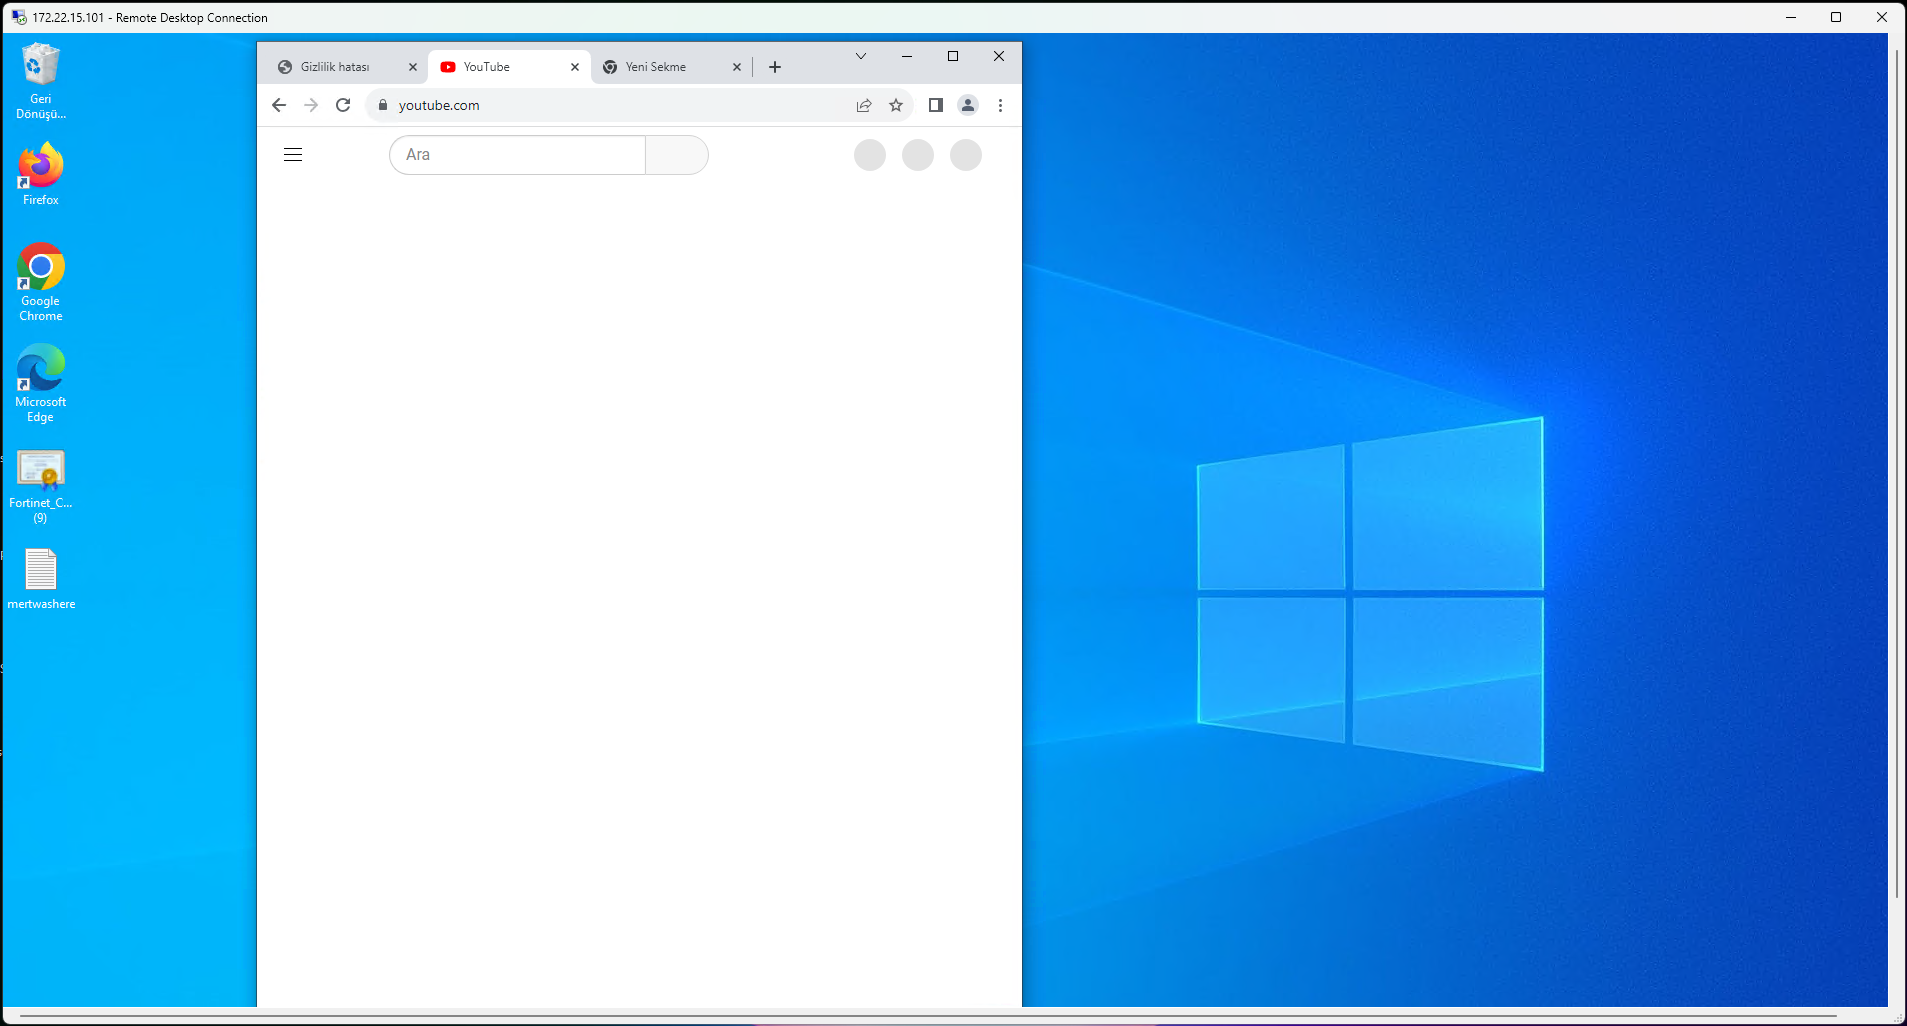 172.22.15.101 - Remote Desktop Connection
Gizlilik hatası
YouTube
Yeni Sekme
youtube.com
Ara
Geri
Dönüşü...
Firefox
Google
Chrome
Microsoft
Edge
Fortinet_C...
(9)
mertwashere